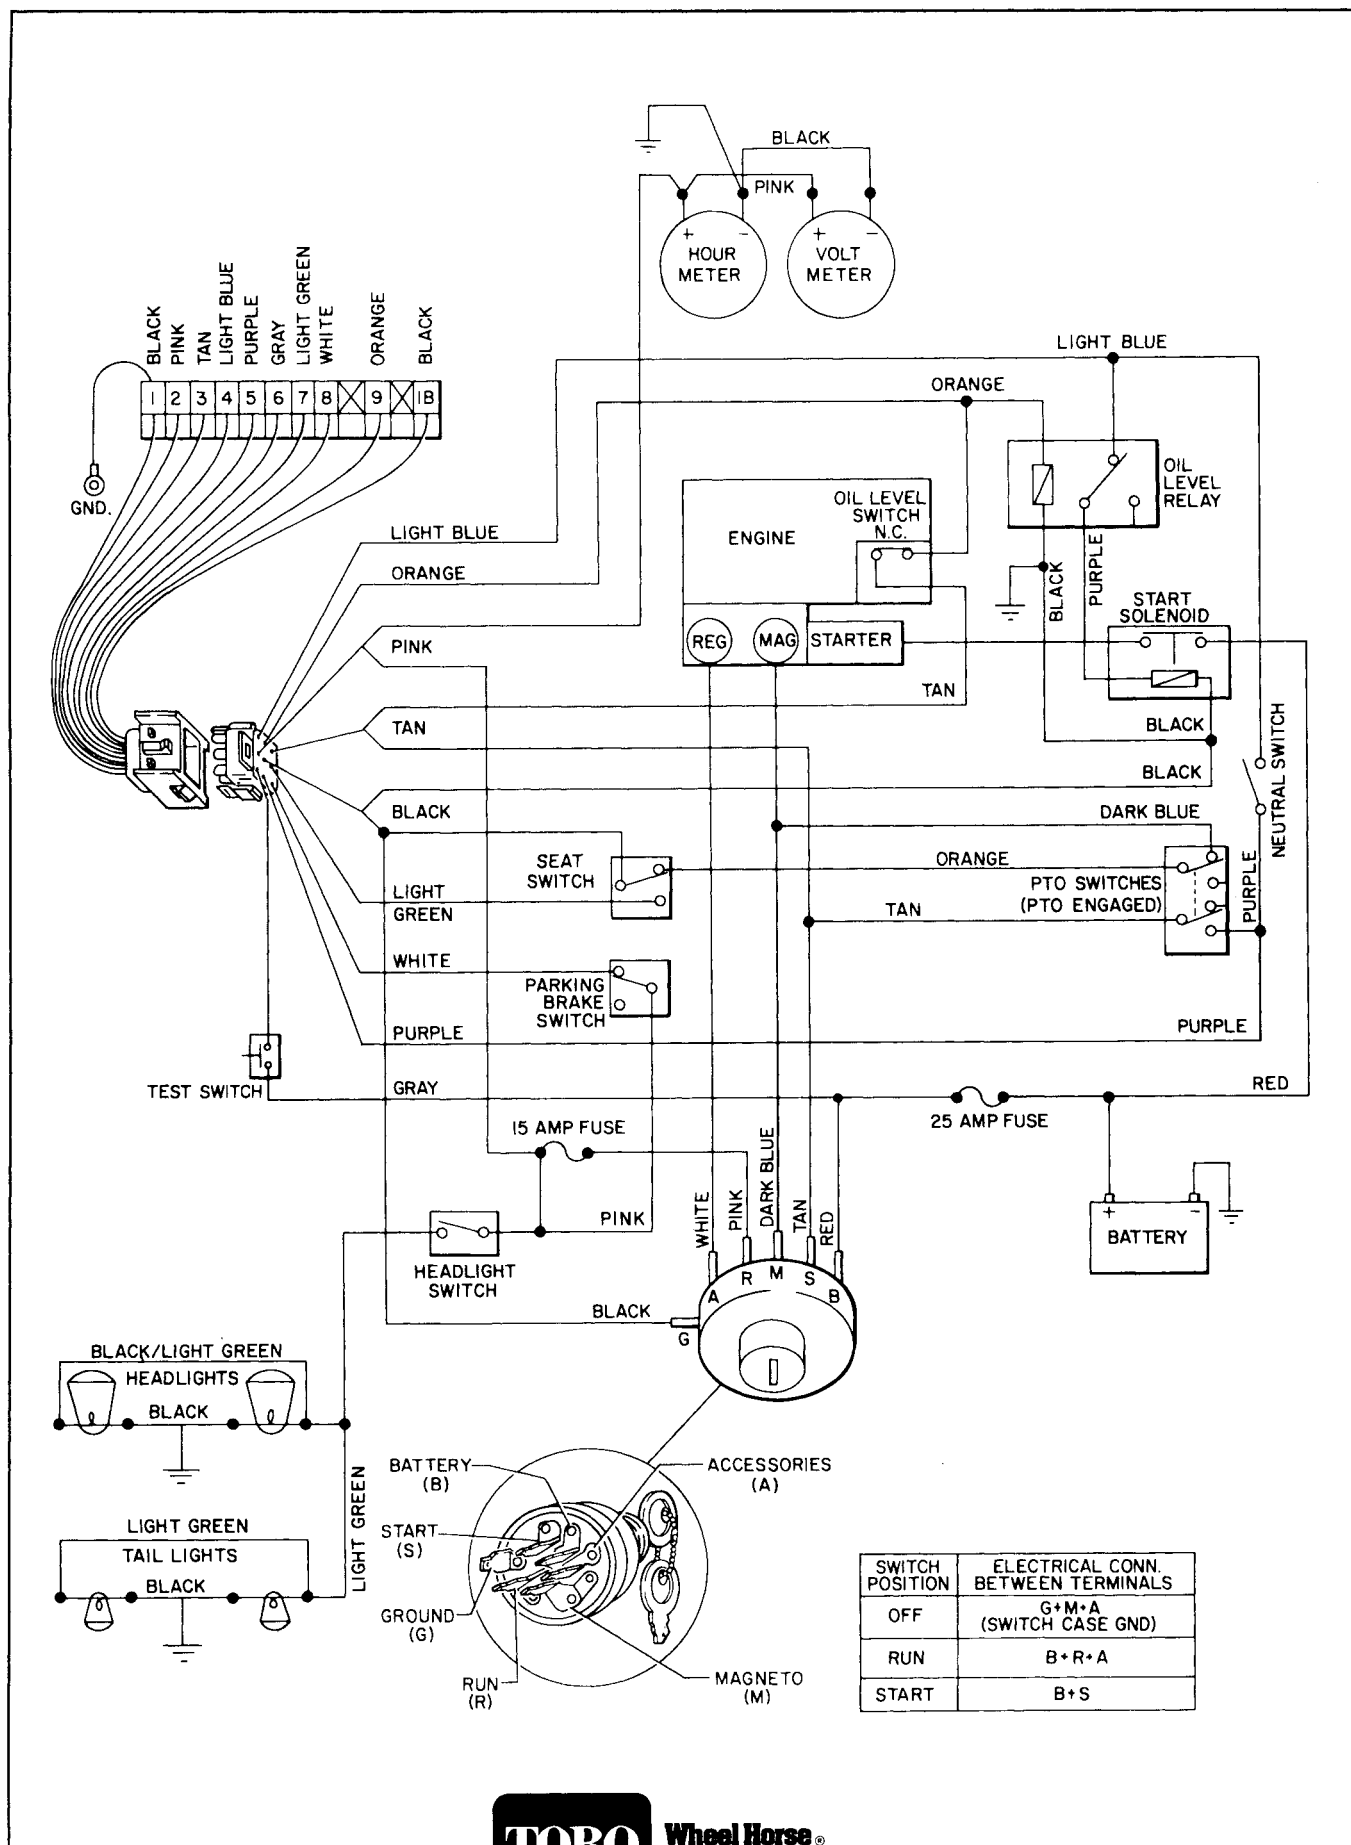 BLACK
PINK
+
-
HOUR
METER
+
-
VOLT
METER
BLACK
PINK
TAN
LIGHT BLUE
PURPLE
GRAY
LIGHT GREEN
WHITE
ORANGE
BLACK
1 2 3 4 5 6 7 8 9 1B
GND.
LIGHT BLUE
ORANGE
OIL
LEVEL
RELAY
ENGINE
OIL LEVEL
SWITCH
N.C.
LIGHT BLUE
ORANGE
PINK
BLACK
PURPLE
START
SOLENOID
REG
MAG
STARTER
TAN
TAN
BLACK
BLACK
NEUTRAL SWITCH
BLACK
DARK BLUE
SEAT
SWITCH
ORANGE
PTO SWITCHES
(PTO ENGAGED)
PURPLE
LIGHT
GREEN
TAN
WHITE
PARKING
BRAKE
SWITCH
PURPLE
PURPLE
TEST SWITCH
GRAY
RED
15 AMP FUSE
25 AMP FUSE
WHITE
PINK
DARK BLUE
TAN
RED
PINK
+
-
BATTERY
HEADLIGHT
SWITCH
A R M S B
BLACK
G
BLACK/LIGHT GREEN
HEADLIGHTS
BLACK
LIGHT GREEN
LIGHT GREEN
TAIL LIGHTS
BLACK
BATTERY
(B)
ACCESSORIES
(A)
START
(S)
GROUND
(G)
RUN
(R)
MAGNETO
(M)
SWITCH
POSITION
ELECTRICAL CONN.
BETWEEN TERMINALS
OFF
G+M+A
(SWITCH CASE GND)
RUN
B+R+A
START
B+S
TORO
Wheel Horse®